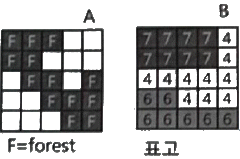 A B
F F F 7 7 7 7 4
F F 7 7 7 7 4
F F 4 4 4 4 4
F F F 6 6 4 4 4
F F 6 6 6 6 6
F=forest 표고